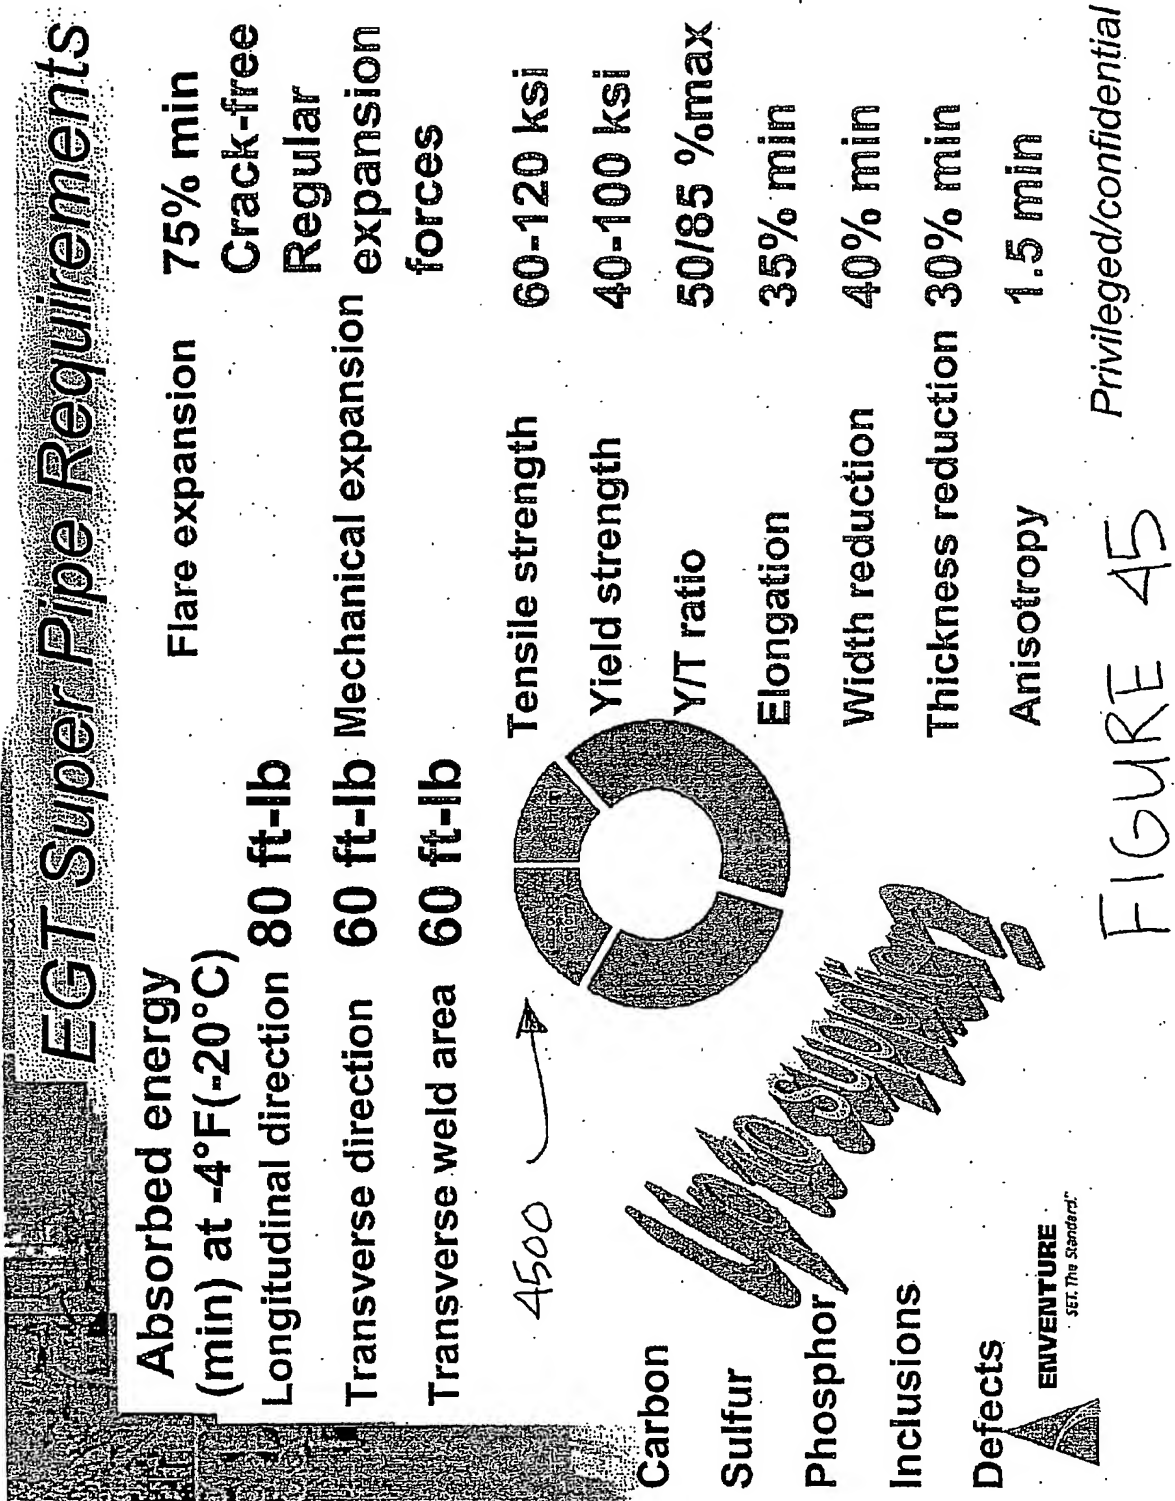 EGT Super Pipe Requirements
Absorbed energy
(min) at -4°F(-20°C)
Longitudinal direction 80 ft-lb
Transverse direction 60 ft-lb
Transverse weld area 60 ft-lb
Flare expansion 75% min
Crack-free
Mechanical expansion Regular
expansion
forces
4500
Tensile strength 60-120 ksi
Yield strength 40-100 ksi
Y/T ratio 50/85 %max
Elongation 35% min
Width reduction 40% min
Thickness reduction 30% min
Anisotropy 1.5 min
Carbon
Sulfur
Phosphor
Inclusions
Defects
ENVENTURE
SET. The Standard.™
Privileged/confidential
FIGURE 45